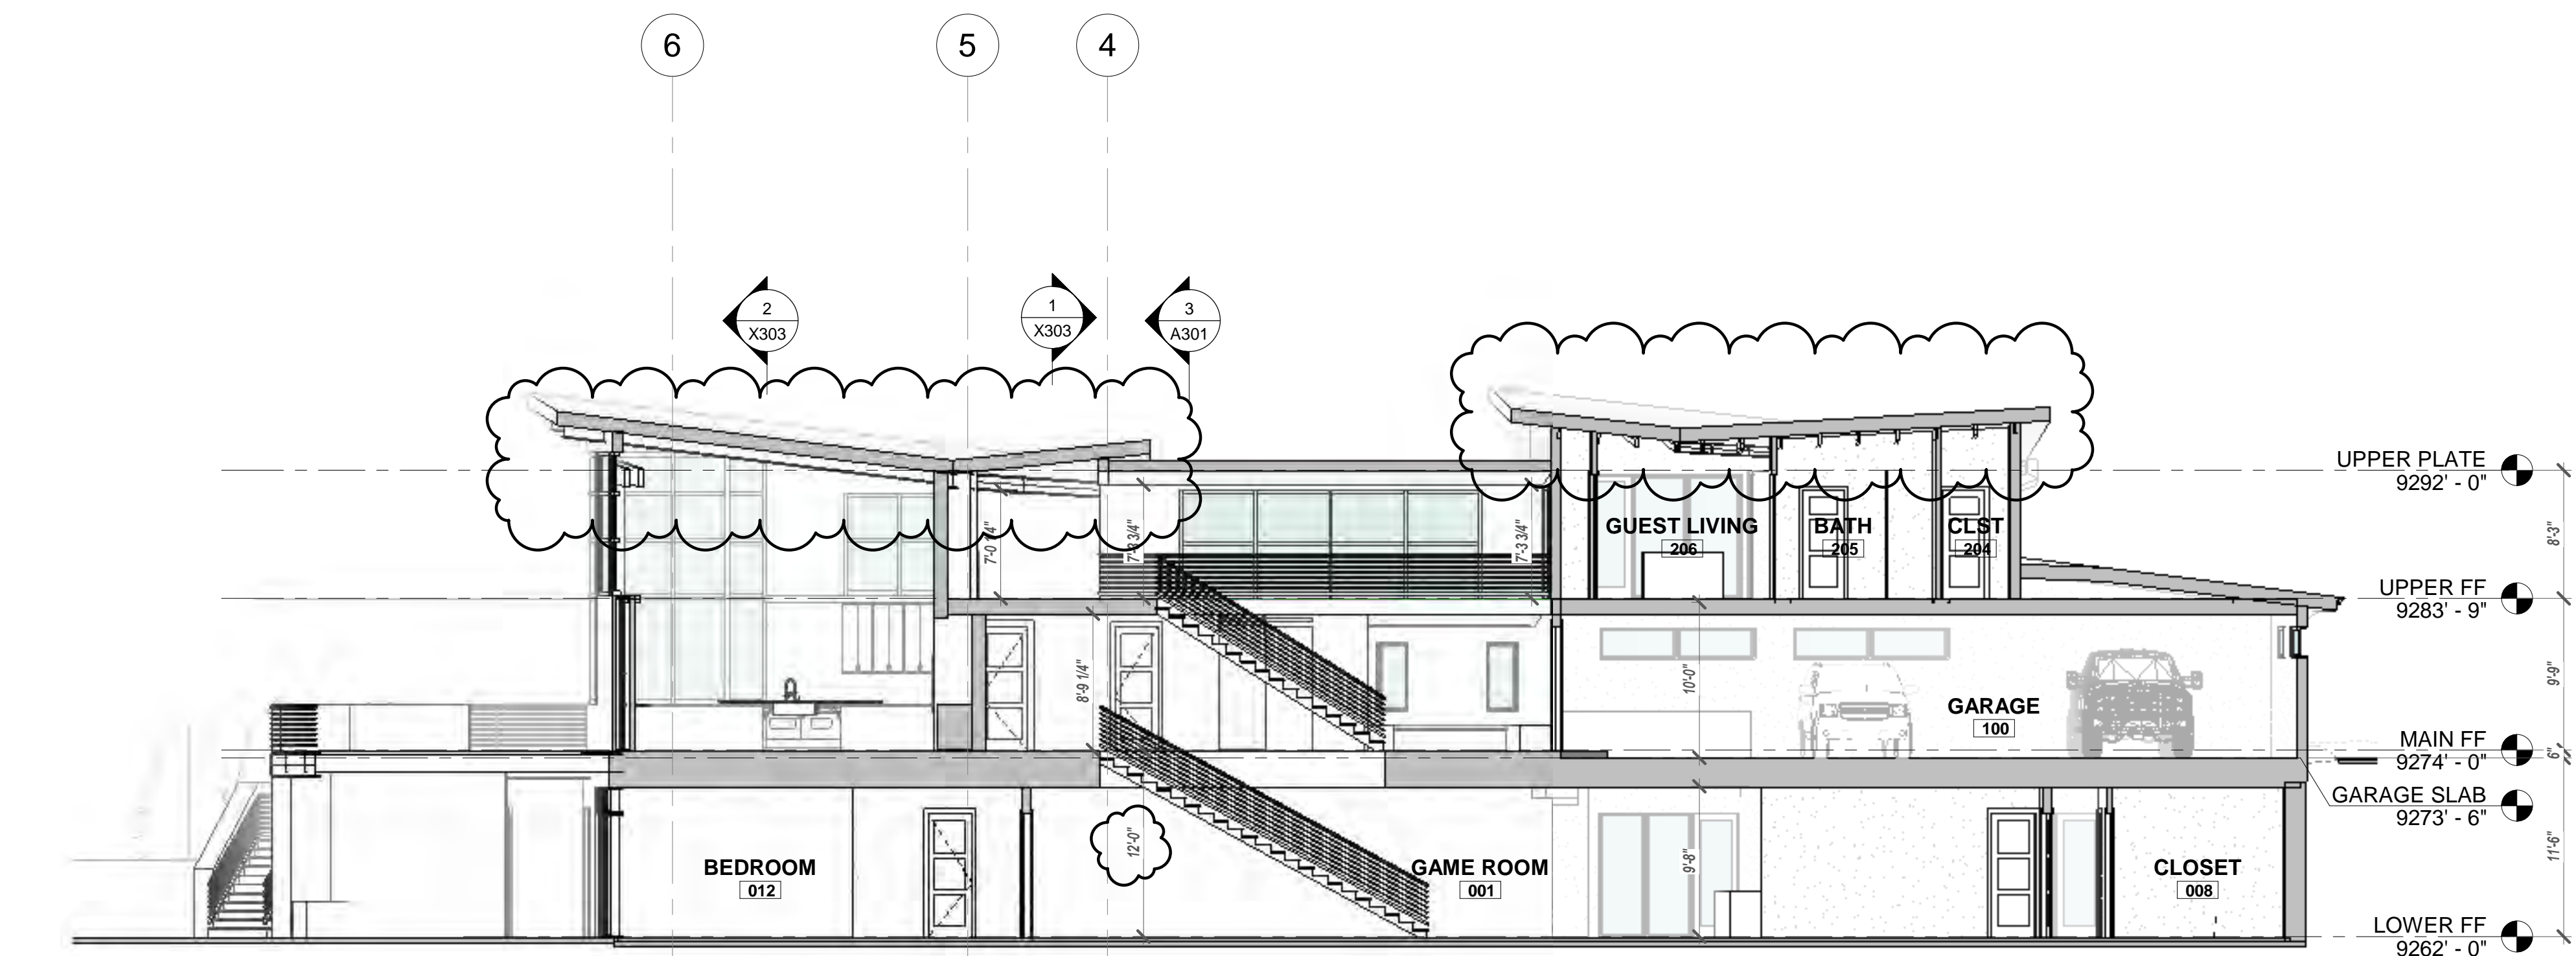 6
5
4
2
X303
1
X303
3
A301
UPPER PLATE
9292' - 0"
8'-3"
GUEST LIVING
206
BATH
205
CLST
204
7'-0 1/4"
7'-3 3/4"
7'-3 3/4"
UPPER FF
9283' - 9"
9'-9"
8'-9 1/4"
10'-0"
GARAGE
100
MAIN FF
9274' - 0"
6"
GARAGE SLAB
9273' - 6"
11'-6"
BEDROOM
012
12'-0"
GAME ROOM
001
9'-8"
CLOSET
008
LOWER FF
9262' - 0"